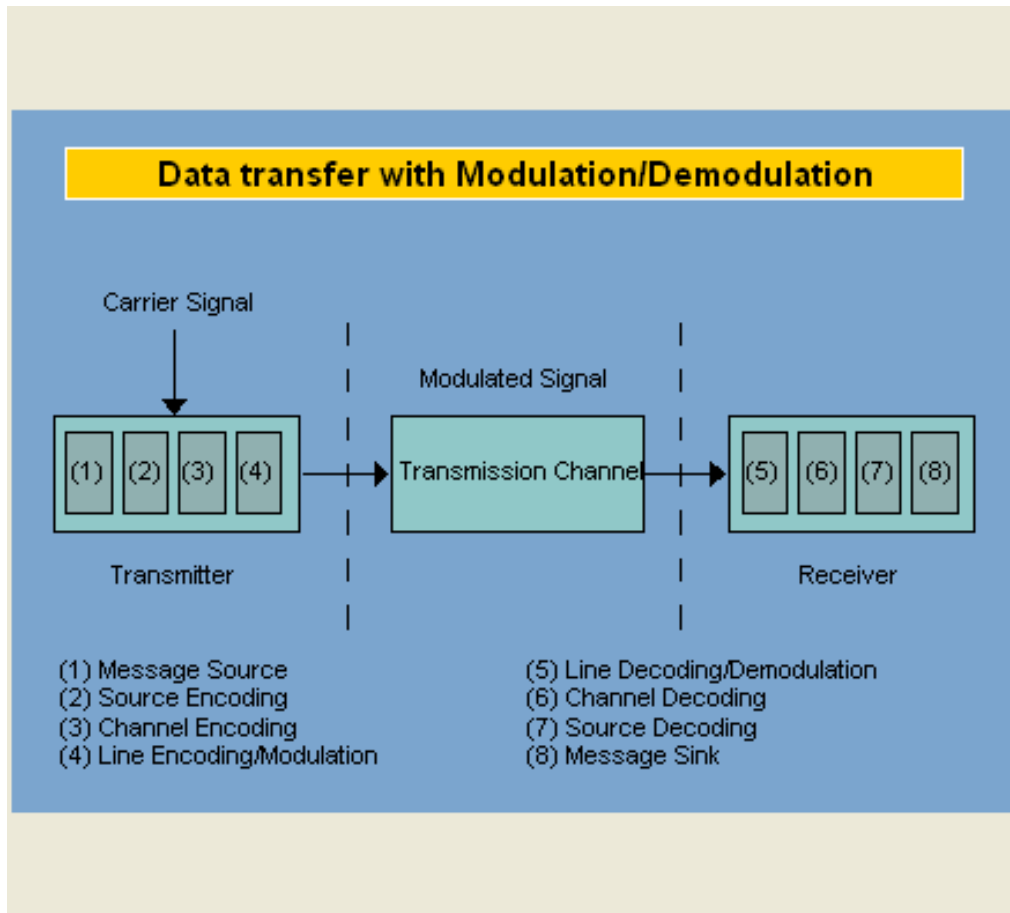 Data transfer with Modulation/Demodulation
Carrier Signal
Modulated Signal
(1) (2) (3) (4)
Transmission Channel
(5) (6) (7) (8)
Transmitter
Receiver
(1) Message Source
(2) Source Encoding
(3) Channel Encoding
(4) Line Encoding/Modulation
(5) Line Decoding/Demodulation
(6) Channel Decoding
(7) Source Decoding
(8) Message Sink